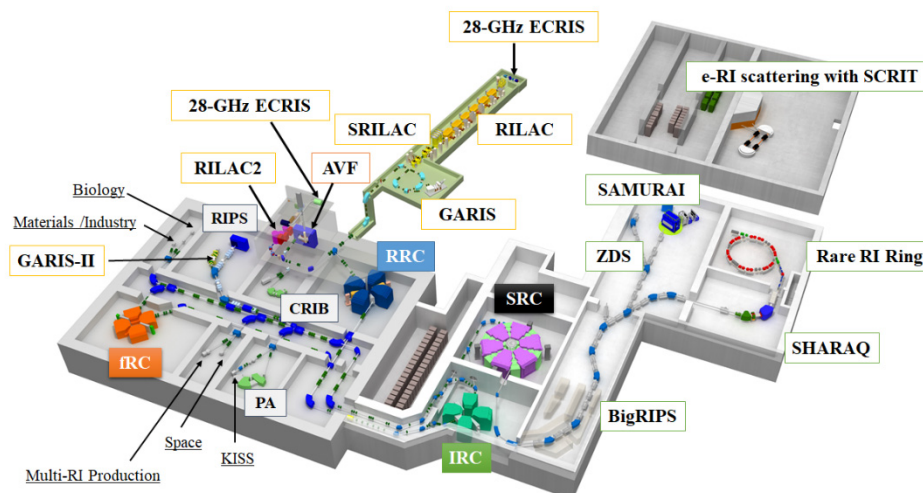 28-GHz ECRIS
e-RI scattering with SCRIT
28-GHz ECRIS
SRILAC
RILAC
RILAC2
AVF
SAMURAI
Biology
RIPS
GARIS
Materials /Industry
GARIS-II
RRC
ZDS
Rare RI Ring
CRIB
SRC
SHARAQ
fRC
PA
BigRIPS
Space
KISS
IRC
Multi-RI Production